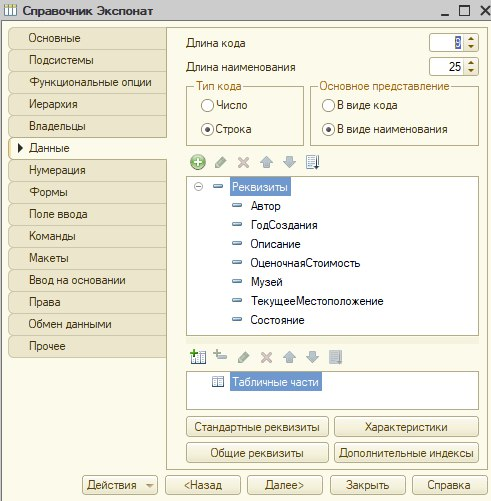 Справочник Экспонат
Основные
Подсистемы
Функциональные опции
Иерархия
Владельцы
Данные
Нумерация
Формы
Поле ввода
Команды
Макеты
Ввод на основании
Права
Обмен данными
Прочее
Длина кода 9
Длина наименования 25
Тип кода
Число
Строка
Основное представление
В виде кода
В виде наименования
Реквизиты
Автор
ГодСоздания
Описание
ОценочнаяСтоимость
Музей
ТекущееМестоположение
Состояние
Табличные части
Стандартные реквизиты Характеристики
Общие реквизиты Дополнительные индексы
Действия <Назад Далее> Закрыть Справка